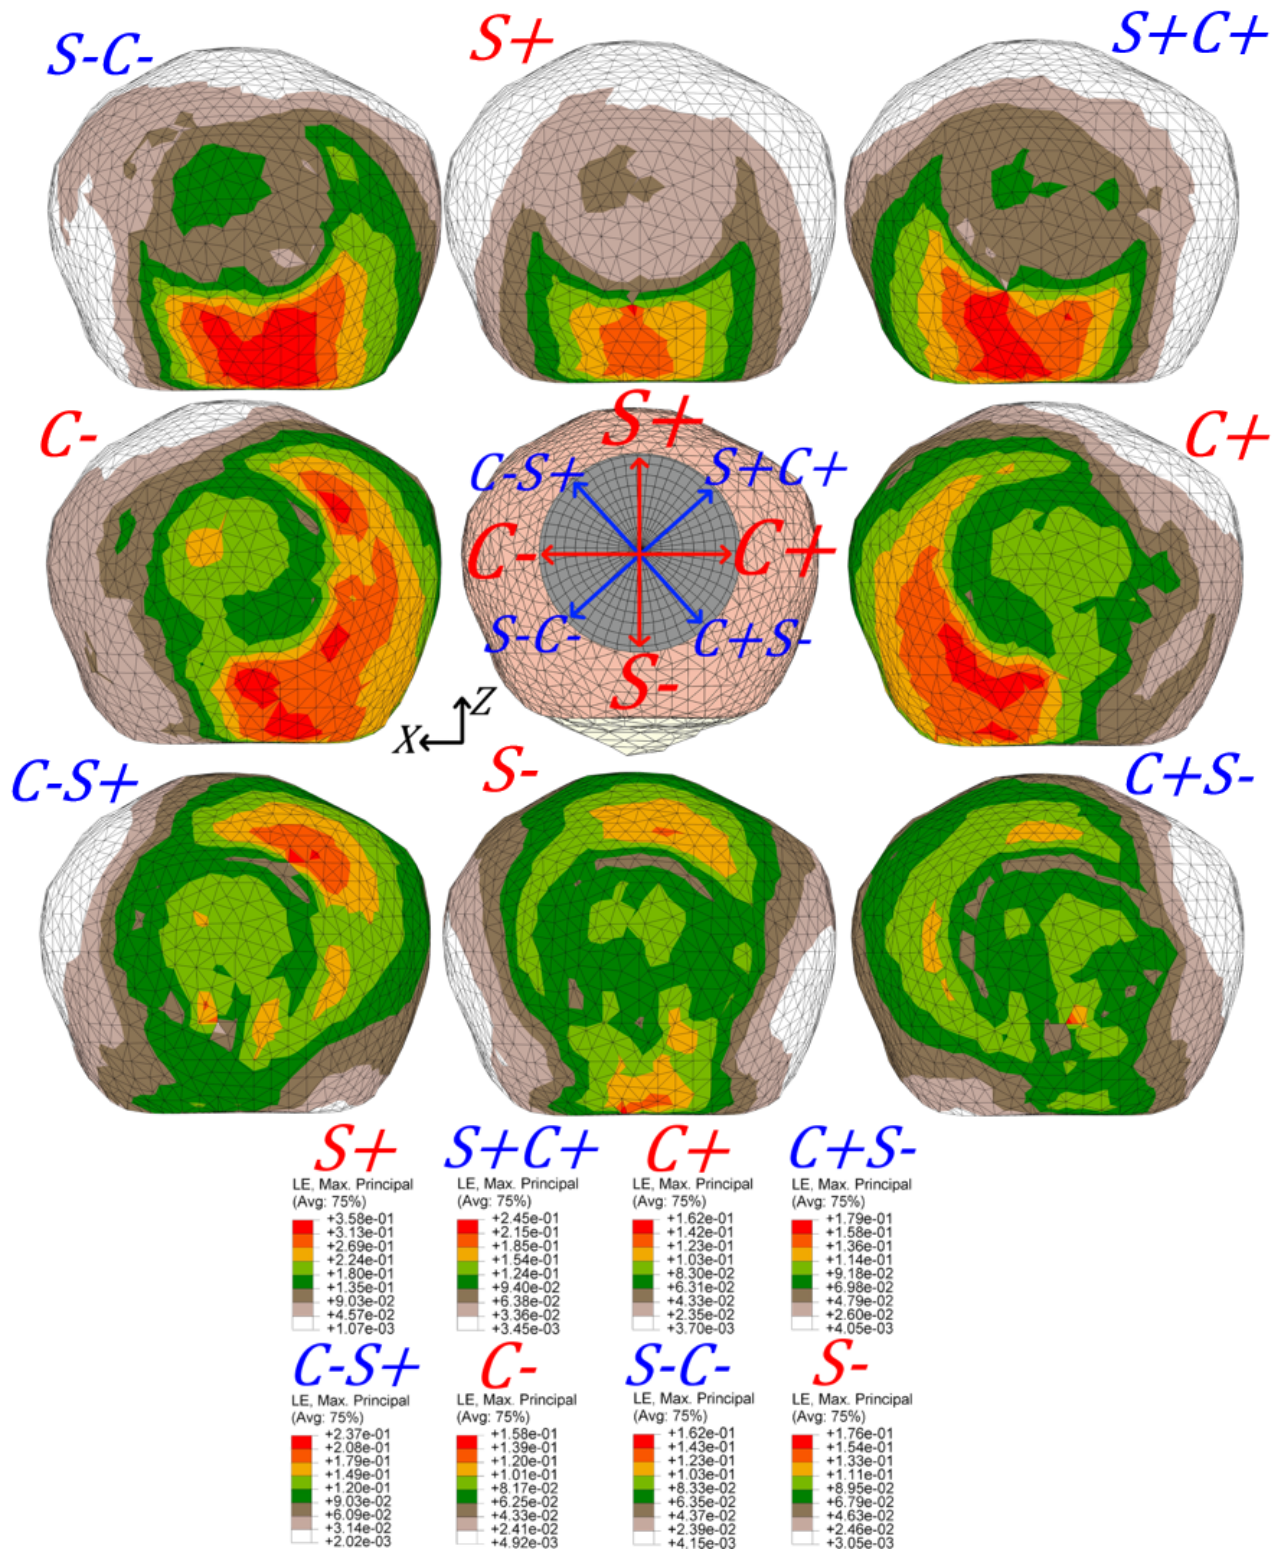 S-C-
S+
S+C+
C-
C+
S+
C-S+
S+C+
C-
C+
S-C-
C+S-
S-
Z
X
C-S+
S-
C+S-
S+
LE, Max. Principal
(Avg: 75%)
+3.58e-01
+3.13e-01
+2.69e-01
+2.24e-01
+1.80e-01
+1.35e-01
+9.03e-02
+4.57e-02
+1.07e-03
S+C+
LE, Max. Principal
(Avg: 75%)
+2.45e-01
+2.15e-01
+1.85e-01
+1.54e-01
+1.24e-01
+9.40e-02
+6.38e-02
+3.36e-02
+3.45e-03
C+
LE, Max. Principal
(Avg: 75%)
+1.62e-01
+1.42e-01
+1.23e-01
+1.03e-01
+8.30e-02
+6.31e-02
+4.33e-02
+2.35e-02
+3.70e-03
C+S-
LE, Max. Principal
(Avg: 75%)
+1.79e-01
+1.58e-01
+1.36e-01
+1.14e-01
+9.18e-02
+6.98e-02
+4.79e-02
+2.60e-02
+4.05e-03
C-S+
LE, Max. Principal
(Avg: 75%)
+2.37e-01
+2.08e-01
+1.79e-01
+1.49e-01
+1.20e-01
+9.03e-02
+6.09e-02
+3.14e-02
+2.02e-03
C-
LE, Max. Principal
(Avg: 75%)
+1.58e-01
+1.39e-01
+1.20e-01
+1.01e-01
+8.17e-02
+6.25e-02
+4.33e-02
+2.41e-02
+4.92e-03
S-C-
LE, Max. Principal
(Avg: 75%)
+1.62e-01
+1.43e-01
+1.23e-01
+1.03e-01
+8.33e-02
+6.35e-02
+4.37e-02
+2.39e-02
+4.15e-03
S-
LE, Max. Principal
(Avg: 75%)
+1.76e-01
+1.54e-01
+1.33e-01
+1.11e-01
+8.95e-02
+6.79e-02
+4.63e-02
+2.46e-02
+3.05e-03